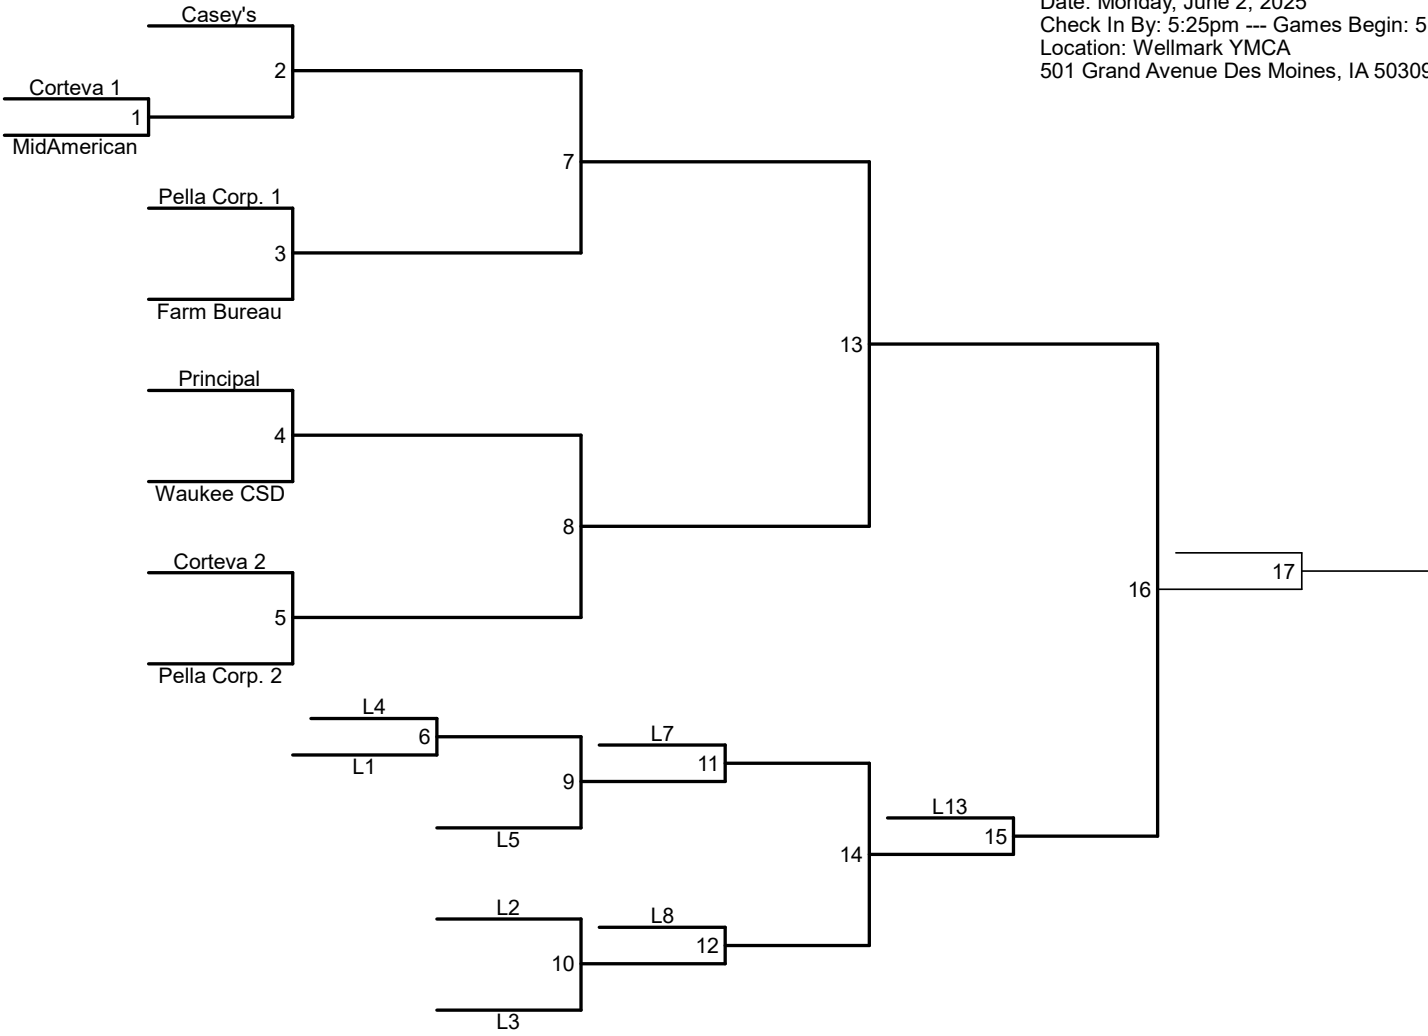 Date: Monday, June 2, 2025
Check In By: 5:25pm --- Games Begin: 5
Location: Wellmark YMCA
501 Grand Avenue Des Moines, IA 50309
Casey's
2
Corteva 1
1
MidAmerican
7
Pella Corp. 1
3
Farm Bureau
13
Principal
4
Waukee CSD
8
Corteva 2
5
Pella Corp. 2
17
16
L4
6
L1
L7
11
9
L5
L13
15
14
L2
L8
12
10
L3